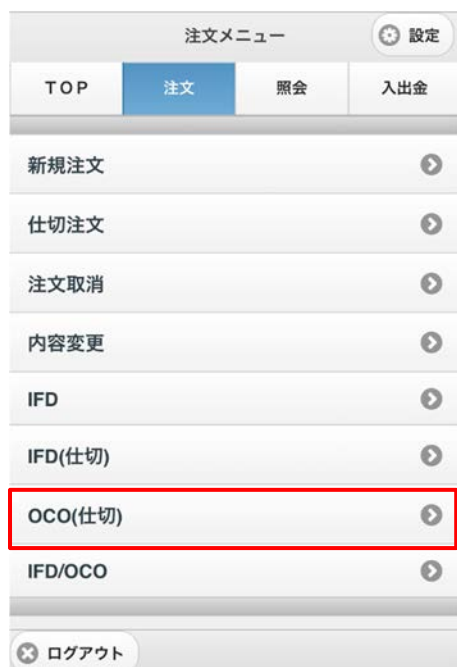 注文メニュー
設定
TOP
注文
照会
入出金
新規注文
仕切注文
注文取消
内容変更
IFD
IFD(仕切)
OCO(仕切)
IFD/OCO
ログアウト